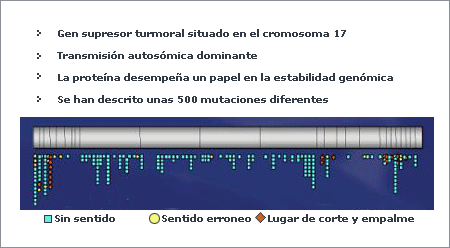 Gen supresor turmoral situado en el cromosoma 17
Transmisión autosómica dominante
La proteína desempeña un papel en la estabilidad genómica
Se han descrito unas 500 mutaciones diferentes
Sin sentido
Sentido erroneo
Lugar de corte y empalme